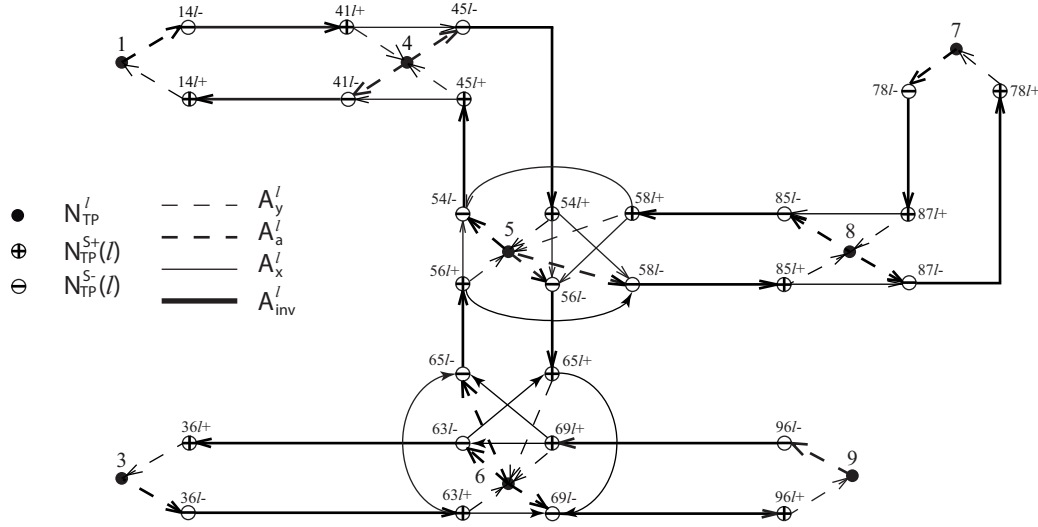 14l-
41l+
45l-
1
4
14l+
41l-
45l+
7
78l-
78l+
54l-
54l+
58l+
85l-
87l+
5
8
56l+
56l-
58l-
85l+
87l-
N^l_TP
N^S+_TP(l)
N^S-_TP(l)
A^l_y
A^l_a
A^l_x
A^l_inv
65l-
65l+
36l+
63l-
69l+
96l-
3
6
9
36l-
63l+
69l-
96l+